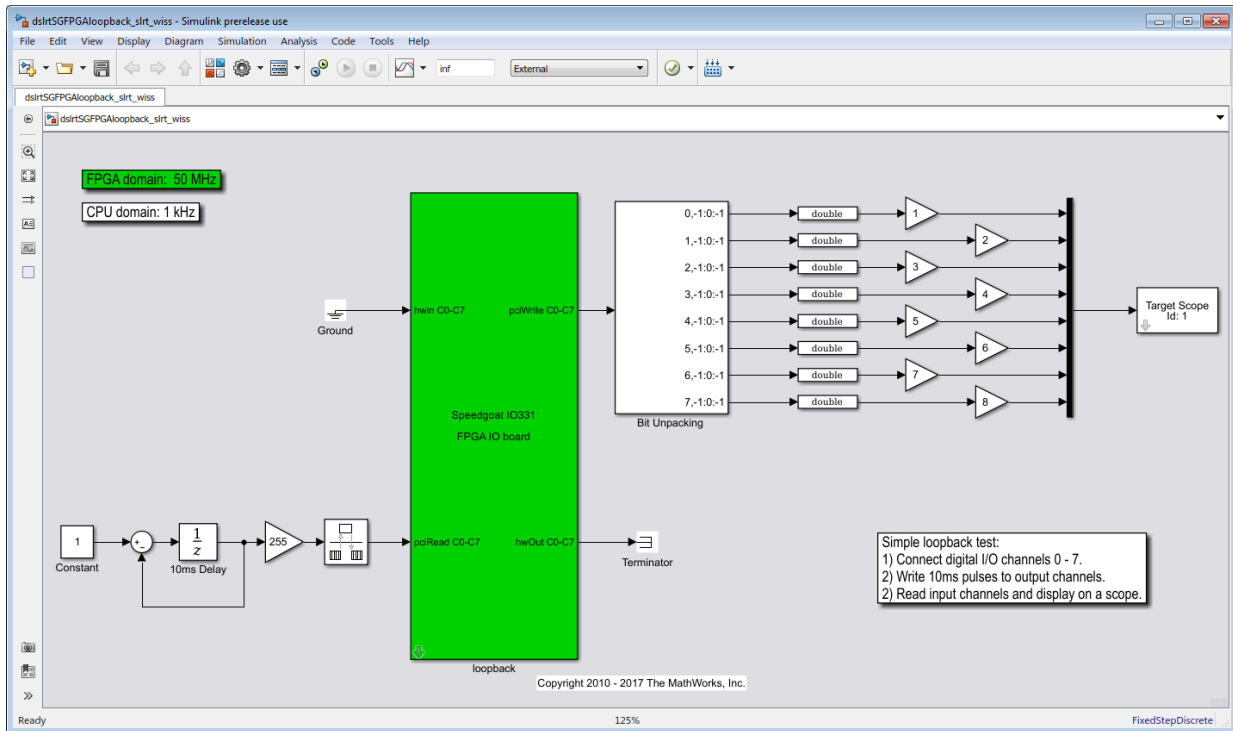 dslrtSGFPGAloopback_slrt_wiss - Simulink prerelease use
File Edit View Display Diagram Simulation Analysis Code Tools Help
inf External
dslrtSGFPGAloopback_slrt_wiss
dslrtSGFPGAloopback_slrt_wiss
FPGA domain: 50 MHz
CPU domain: 1 kHz
0,-1:0:-1 double 1
1,-1:0:-1 double 2
2,-1:0:-1 double 3
3,-1:0:-1 double 4
4,-1:0:-1 double 5
5,-1:0:-1 double 6
6,-1:0:-1 double 7
7,-1:0:-1 double 8
Bit Unpacking
Target Scope
Id: 1
Ground
hwIn C0-C7 pciWrite C0-C7
Speedgoat IO331
FPGA IO board
pciRead C0-C7 hwOut C0-C7
loopback
1
Constant
+
-
1
z
10ms Delay
255
Terminator
Simple loopback test:
1) Connect digital I/O channels 0 - 7.
2) Write 10ms pulses to output channels.
2) Read input channels and display on a scope.
Copyright 2010 - 2017 The MathWorks, Inc.
Ready 125% FixedStepDiscrete